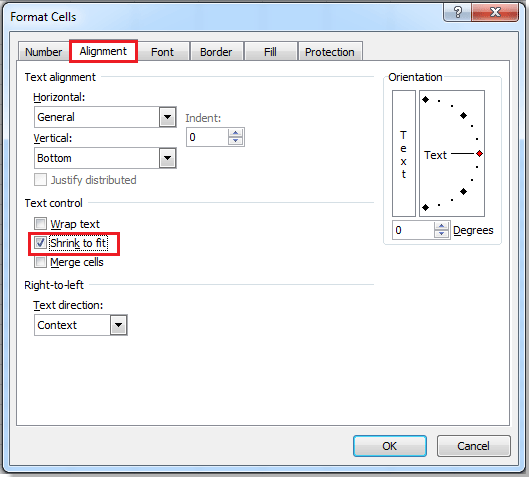 Format Cells
Number Alignment Font Border Fill Protection
Text alignment
Horizontal:
General
Indent:
Vertical:
0
Bottom
Justify distributed
Text control
Wrap text
Shrink to fit
Merge cells
Right-to-left
Text direction:
Context
Orientation
Text
Text
0 Degrees
OK Cancel